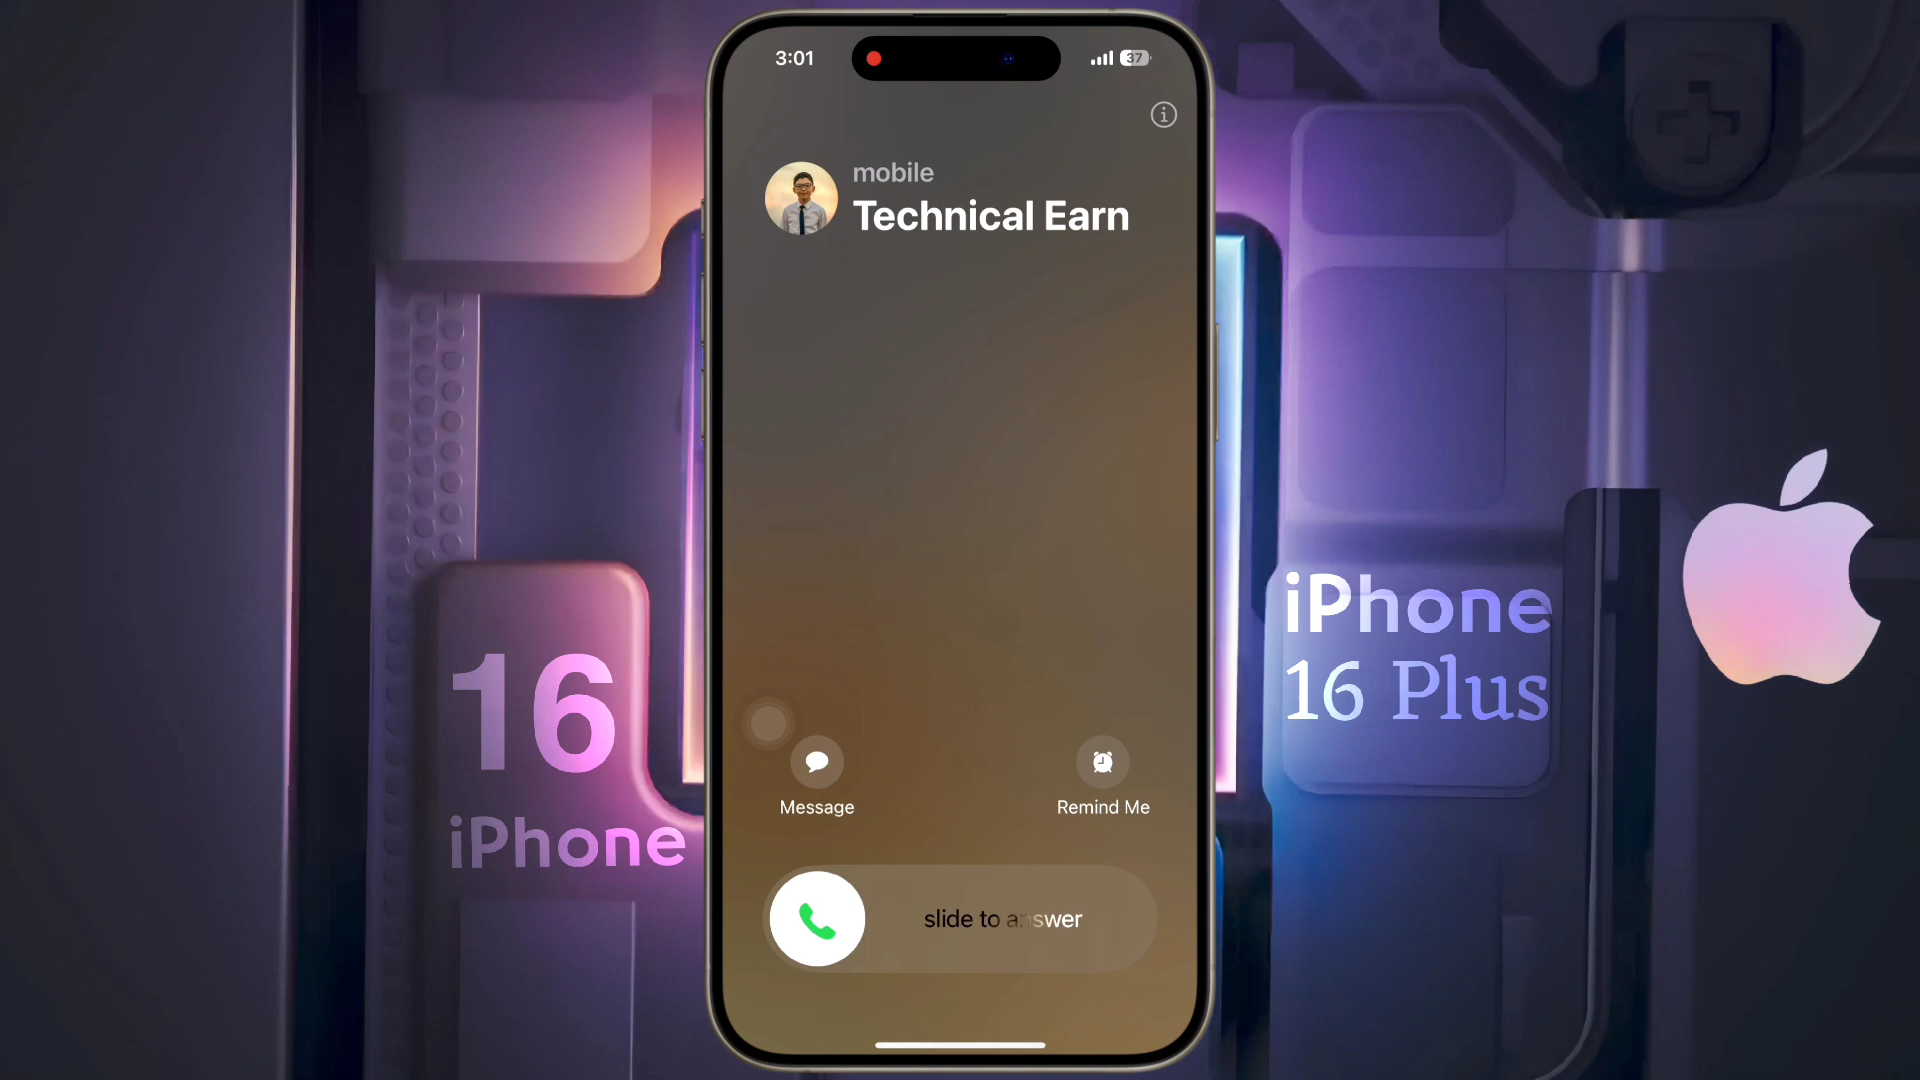 3:01
37
mobile
Technical Earn
16
iPhone
iPhone
16 Plus
Message
Remind Me
slide to answer